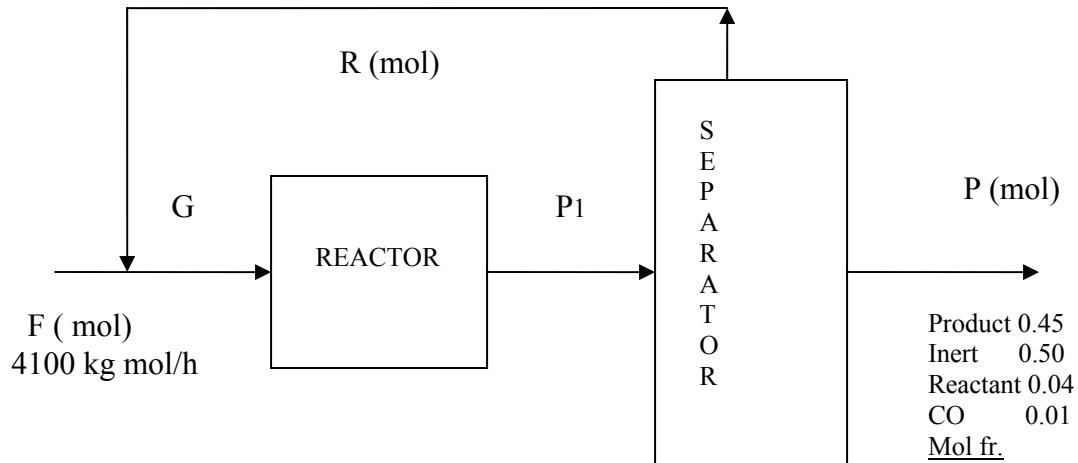 R (mol)
G
REACTOR
P1
S
E
P
A
R
A
T
O
R
P (mol)
F ( mol)
4100 kg mol/h
Product 0.45
Inert 0.50
Reactant 0.04
CO 0.01
Mol fr.